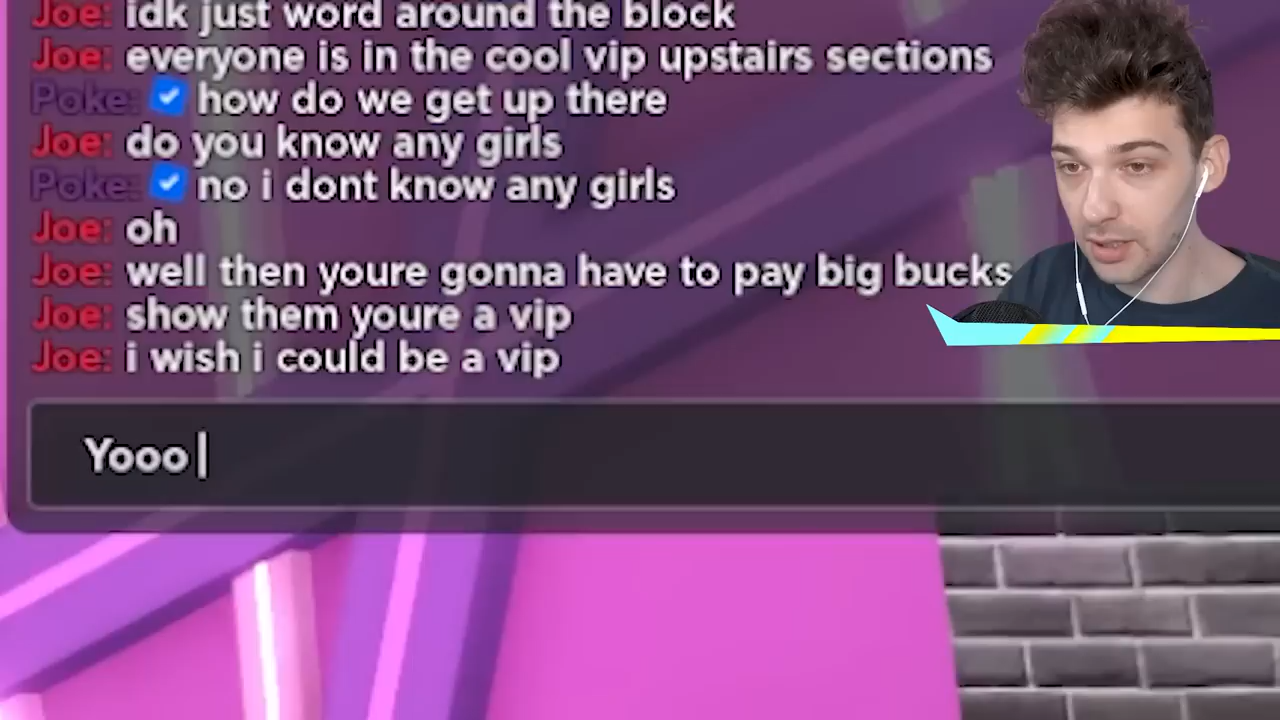 Joe: idk just word around the block
Joe: everyone is in the cool vip upstairs sections
Poke: how do we get up there
Joe: do you know any girls
Poke: no i dont know any girls
Joe: oh
Joe: well then youre gonna have to pay big bucks
Joe: show them youre a vip
Joe: i wish i could be a vip
Yooo